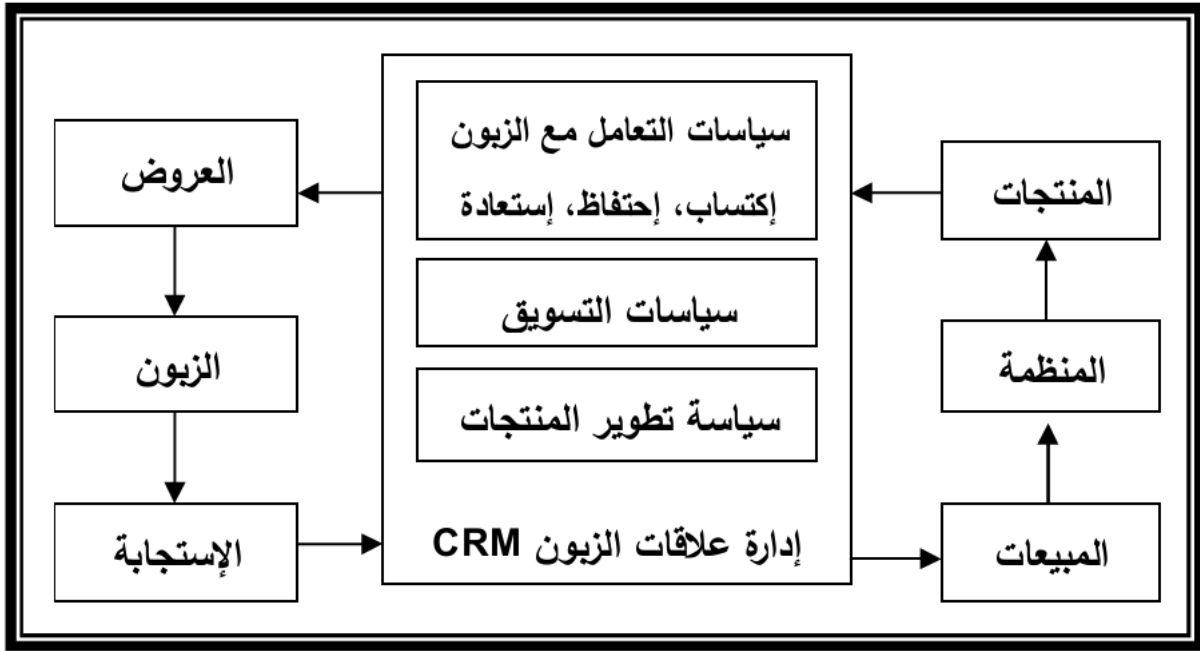 سياسات التعامل مع الزبون
إكتساب، إحتفاظ، إستعادة
العروض
المنتجات
سياسات التسويق
الزبون
المنظمة
سياسة تطوير المنتجات
إدارة علاقات الزبون CRM
الإستجابة
المبيعات